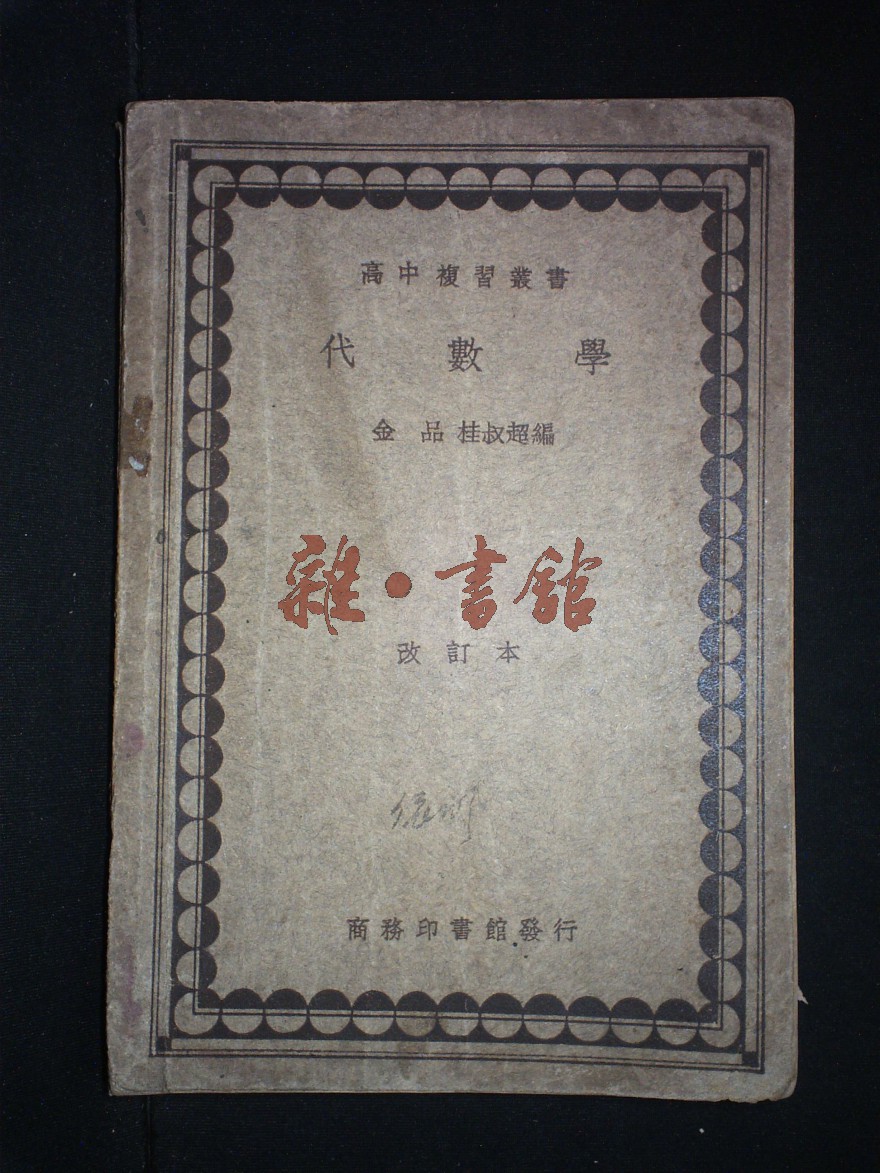 高中複習叢書
代數學
金品 桂叔超編
雜·書館
改訂本
商務印書館發行